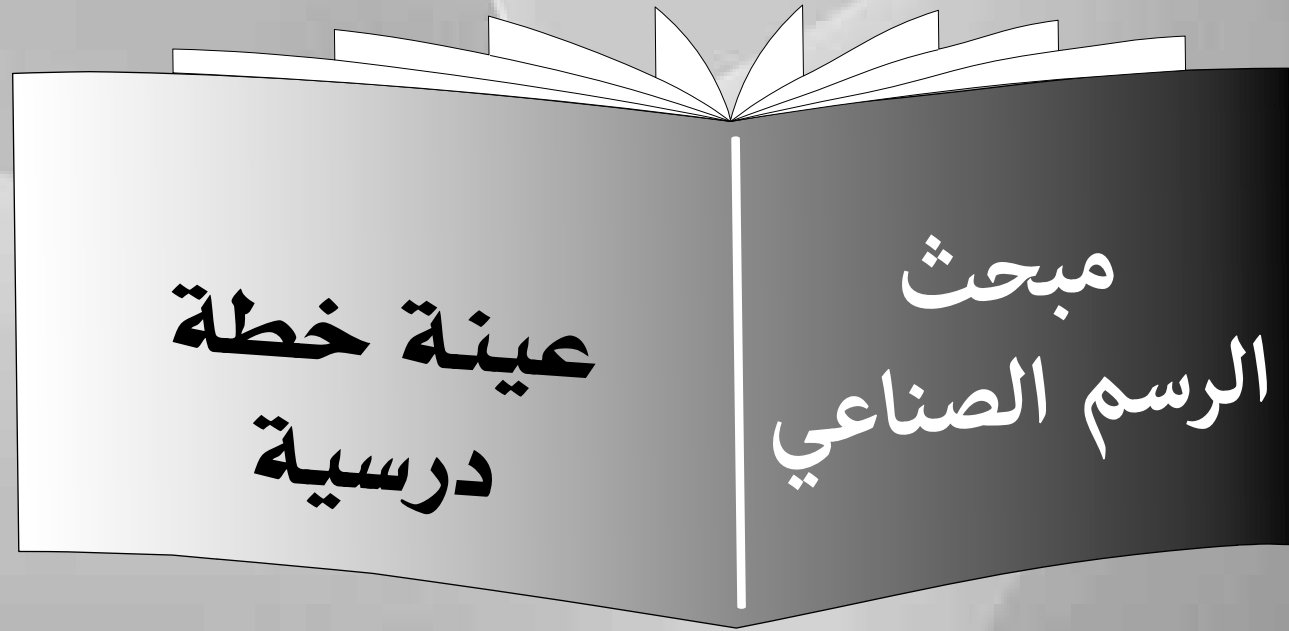 مبحث
الرسم الصناعي
عينة خطة
درسية